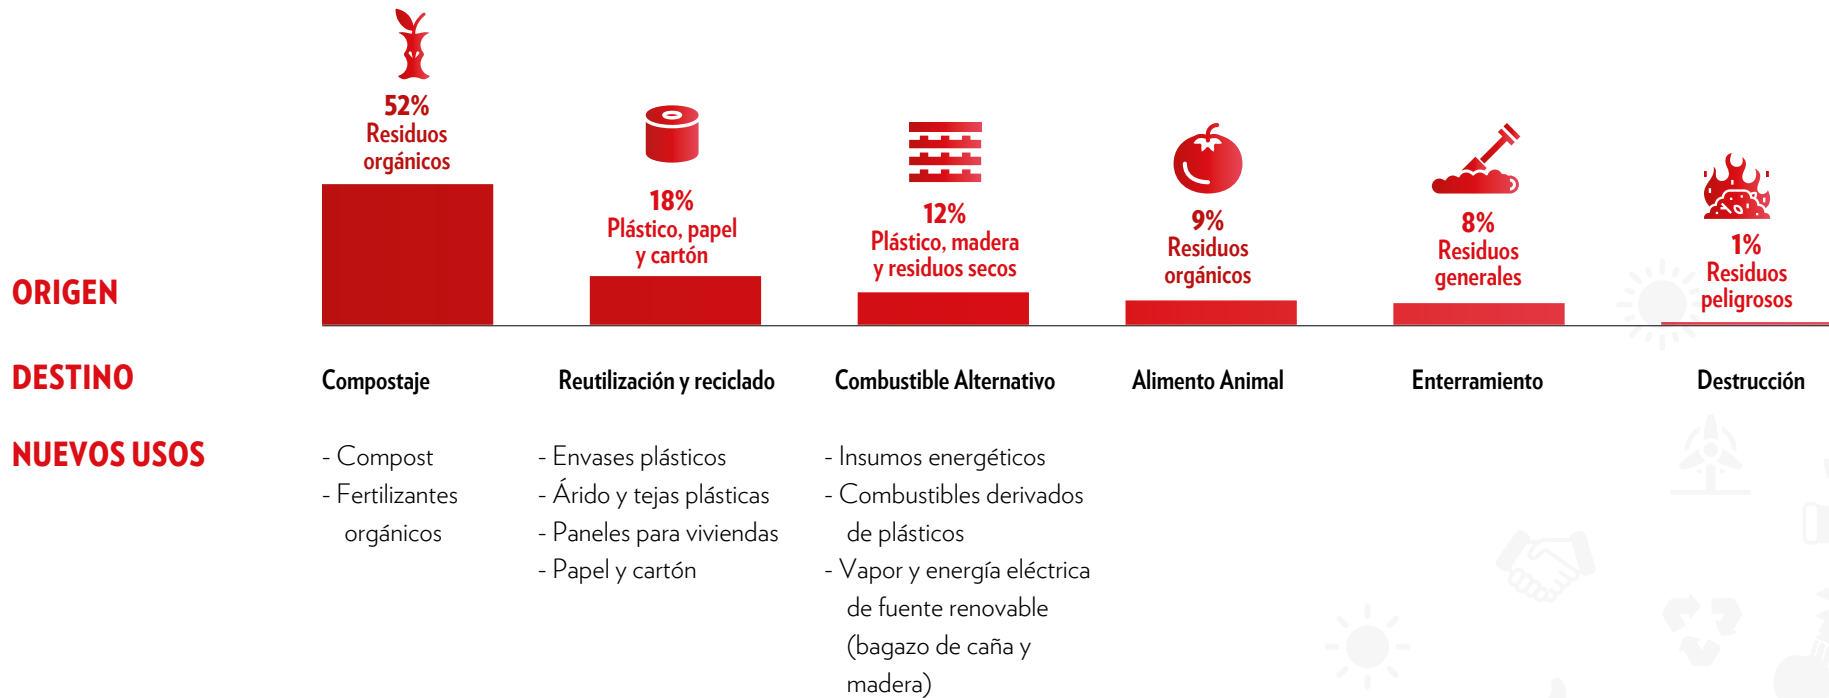 52%
Residuos
orgánicos
18%
Plástico, papel
y cartón
12%
Plástico, madera
y residuos secos
9%
Residuos
orgánicos
8%
Residuos
generales
1%
Residuos
peligrosos
ORIGEN
DESTINO
Compostaje
Reutilización y reciclado
Combustible Alternativo
Alimento Animal
Enterramiento
Destrucción
NUEVOS USOS
- Compost
- Fertilizantes
orgánicos
- Envases plásticos
- Árido y tejas plásticas
- Paneles para viviendas
- Papel y cartón
- Insumos energéticos
- Combustibles derivados
de plásticos
- Vapor y energía eléctrica
de fuente renovable
(bagazo de caña y
madera)